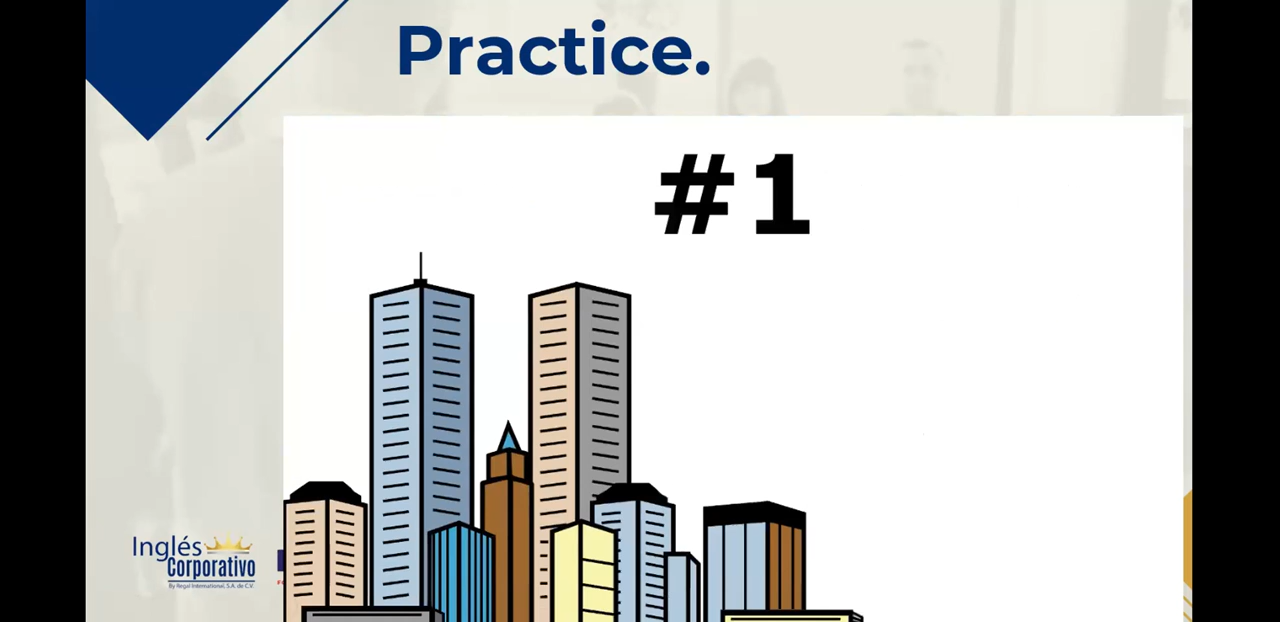 Practice.
#1
Inglés
Corporativo
By Regal International, S.A. de C.V.